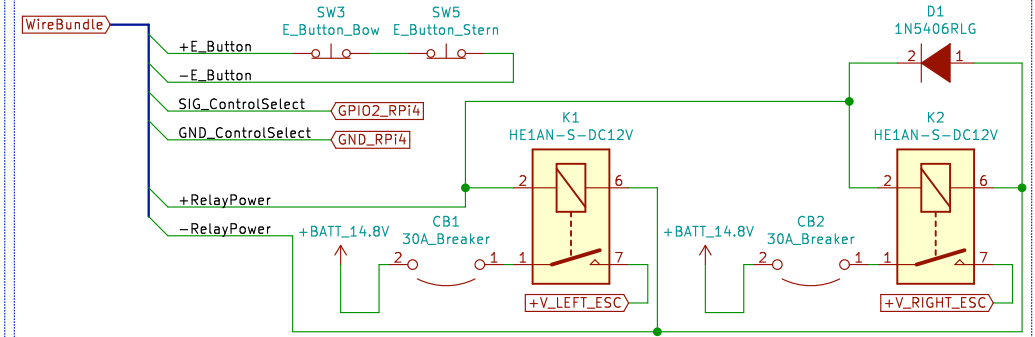 WireBundle
+E_Button
-E_Button
SIG_ControlSelect
GND_ControlSelect
+RelayPower
-RelayPower
SW3
E_Button_Bow
SW5
E_Button_Stern
GPIO2_RPi4
GND_RPi4
D1
1N5406RLG
2
1
K1
HE1AN-S-DC12V
2
6
1
7
K2
HE1AN-S-DC12V
2
6
1
7
+BATT_14.8V
CB1
30A_Breaker
2
1
+V_LEFT_ESC
+BATT_14.8V
CB2
30A_Breaker
2
1
+V_RIGHT_ESC